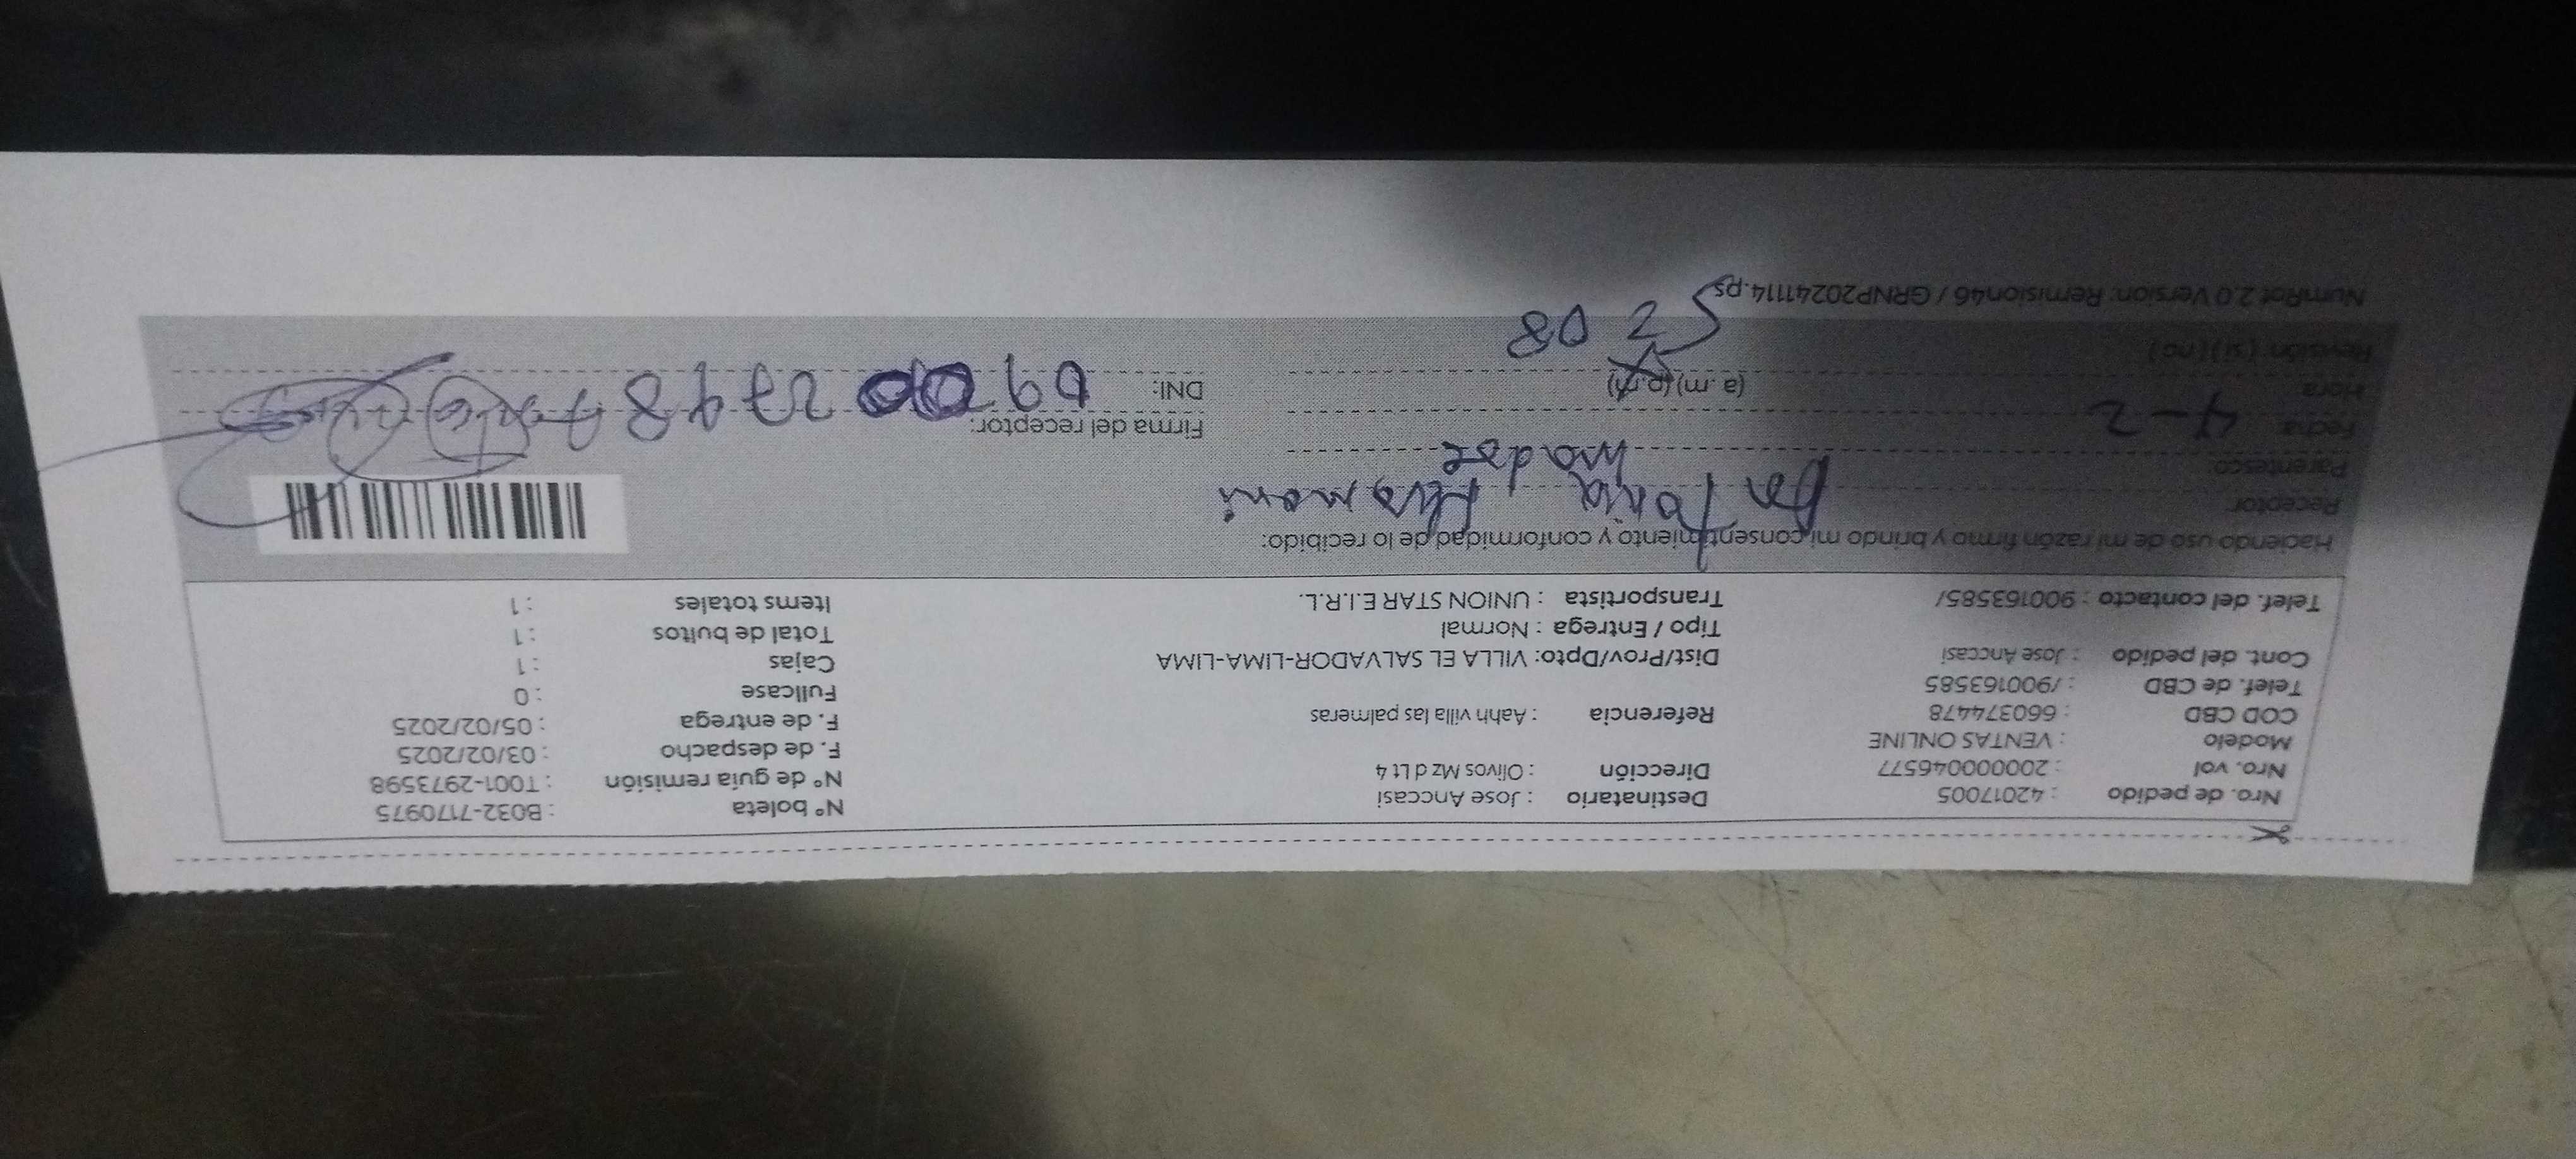 Nro. de pedido : 42017005
Nro. vol : 20000000046577
Modelo : VENTAS ONLINE
COD CBD : 660374478
Telef. de CBD : /900163585
Cont. del pedido : Jose Anccasi
Telef. del contacto : 900163585/
Destinatario : Jose Anccasi
Dirección : Olivos Mz d Lt 4
Referencia : Aahh villa las palmeras
Dist/Prov/Dpto: VILLA EL SALVADOR-LIMA-LIMA
Tipo / Entrega : Normal
Transportista : UNION STAR E.I.R.L.
N° boleta : B032-7170975
N° de guía remisión : T001-2973598
F. de despacho : 03/02/2025
F. de entrega : 05/02/2025
Fullcase : 0
Cajas : 1
Total de bultos : 1
Items totales : 1
Haciendo uso de mi razón firmo y brindo mi consentimiento y conformidad de lo recibido:
Receptor:
Parentesco: madre
Fecha: 4-2
Hora (a.m) (p.m)
Revisión: (si) (no)
Firma del receptor:
DNI:
NumRot 2.0 Version: Remision46 / GRNP20241114.ps